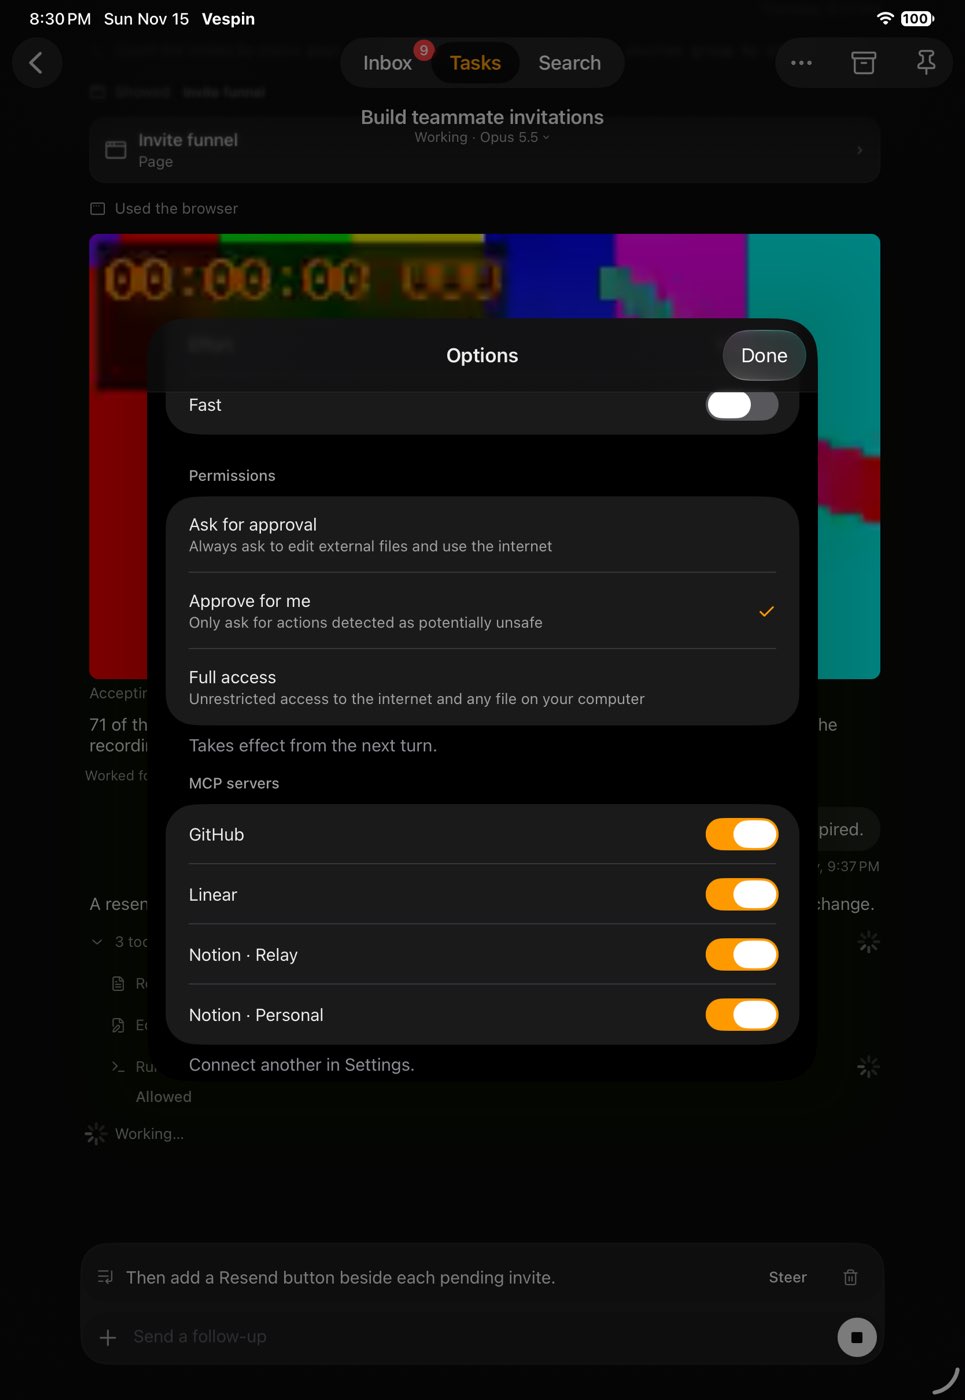 8:30 PM Sun Nov 15 Vespin
100
Inbox 9 Tasks Search
Showed Invite funnel
Build teammate invitations
Working · Opus 5.5
Invite funnel
Page
Used the browser
00:00:00
Options
Done
Fast
Permissions
Ask for approval
Always ask to edit external files and use the internet
Approve for me
Only ask for actions detected as potentially unsafe
Full access
Unrestricted access to the internet and any file on your computer
Takes effect from the next turn.
MCP servers
GitHub
Linear
Notion · Relay
Notion · Personal
Connect another in Settings.
71 of th
he
pired.
9:37 PM
A resen
change.
Allowed
Working...
Then add a Resend button beside each pending invite.
Steer
Send a follow-up